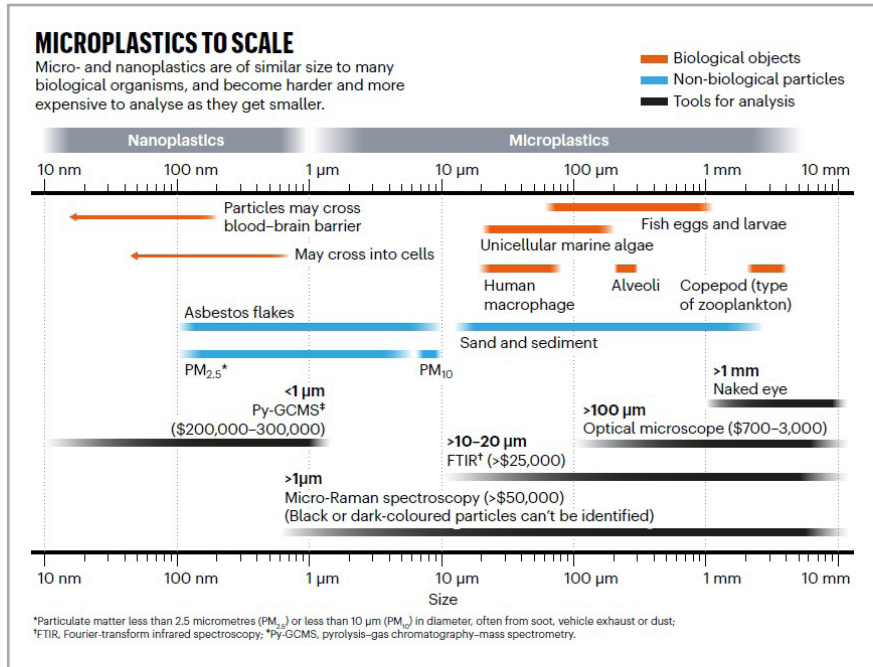 MICROPLASTICS TO SCALE
Micro- and nanoplastics are of similar size to many
biological organisms, and become harder and more
expensive to analyse as they get smaller.
Biological objects
Non-biological particles
Tools for analysis
Nanoplastics
Microplastics
10 nm 100 nm 1 μm 10 μm 100 μm 1 mm 10 mm
Particles may cross
blood–brain barrier
Fish eggs and larvae
Unicellular marine algae
May cross into cells
Human
macrophage
Alveoli
Copepod (type
of zooplankton)
Asbestos flakes
Sand and sediment
PM2.5*
PM10
>1 mm
Naked eye
<1 μm
Py-GCMS‡
($200,000–300,000)
>100 μm
Optical microscope ($700–3,000)
>10–20 μm
FTIR† (>$25,000)
>1μm
Micro-Raman spectroscopy (>$50,000)
(Black or dark-coloured particles can’t be identified)
10 nm 100 nm 1 μm 10 μm 100 μm 1 mm 10 mm
Size
*Particulate matter less than 2.5 micrometres (PM2.5) or less than 10 μm (PM10) in diameter, often from soot, vehicle exhaust or dust;
†FTIR, Fourier-transform infrared spectroscopy; ‡Py-GCMS, pyrolysis–gas chromatography–mass spectrometry.